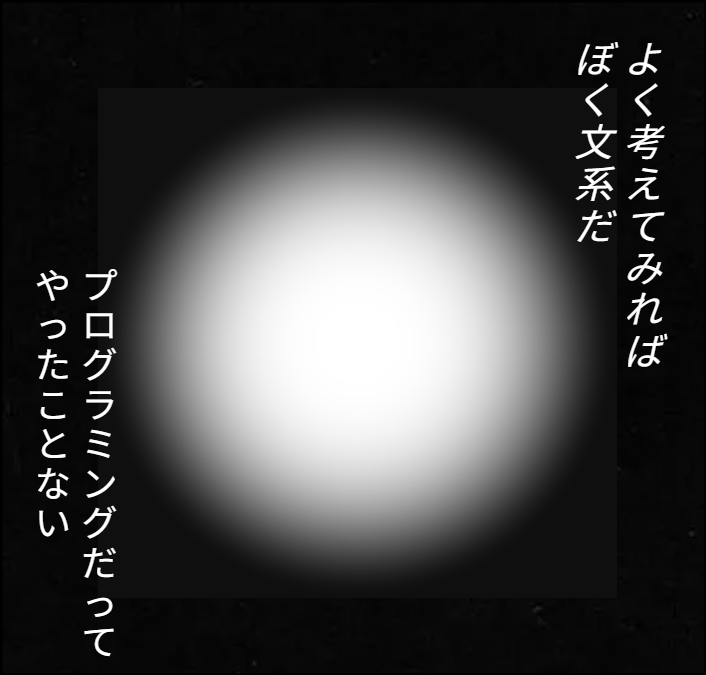 よく考えてみれば
ぼく文系だ
プログラミングだって
やったことない